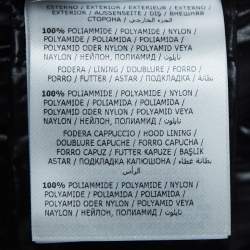 ESTERNO / EXTERIOR / EXTERIEUR / EXTERIOR
/ EXTERIOR / AUSSENSEITE / DIŞ / ВНЕШНАЯ
СТОРОНА / الجزء الخارجي
100% POLIAMMIDE / POLYAMIDE / NYLON /
POLYAMIDE / POLIAMIDA / POLIAMIDA /
POLYAMID ODER NYLON / POLYAMID VEYA
NAYLON / НЕЙЛОН, ПОЛИАМИД / نايلون
FODERA / LINING / DOUBLURE / FORRO /
FORRO / FUTTER / ASTAR / ПОДКЛАДКА / بطانة
100% POLIAMMIDE / POLYAMIDE / NYLON /
POLYAMIDE / POLIAMIDA / POLIAMIDA /
POLYAMID ODER NYLON / POLYAMID VEYA
NAYLON / НЕЙЛОН, ПОЛИАМИД / نايلون
FODERA CAPPUCCIO / HOOD LINING /
DOUBLURE CAPUCHE / FORRO CAPUCHA /
FORRO CAPUZ / FUTTER KAPUZE / BAŞLIK
ASTAR / ПОДКЛАДКА КАПЮШОНА / بطانة غطاء
الرأس
100% POLIAMMIDE / POLYAMIDE / NYLON /
POLYAMIDE / POLIAMIDA / POLIAMIDA /
POLYAMID ODER NYLON / POLYAMID VEYA
NAYLON / НЕЙЛОН, ПОЛИАМИД / نايلون